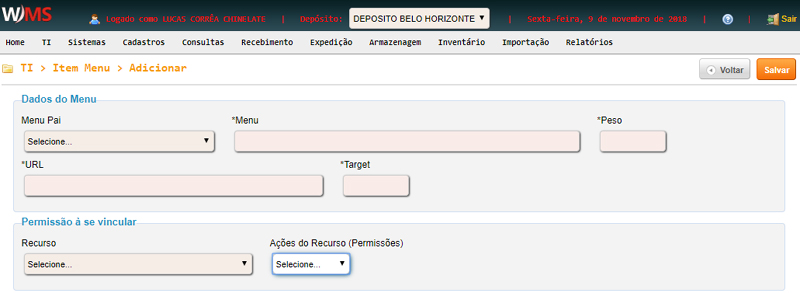 WMS
Logado como LUCAS CORRÊA CHINELATE | Depósito: DEPOSITO BELO HORIZONTE | Sexta-feira, 9 de novembro de 2018 | ? | Sair
Home TI Sistemas Cadastros Consultas Recebimento Expedição Armazenagem Inventário Importação Relatórios
TI > Item Menu > Adicionar Voltar Salvar
Dados do Menu
Menu Pai *Menu *Peso
Selecione...
*URL *Target
Permissão á se vincular
Recurso Ações do Recurso (Permissões)
Selecione... Selecione...